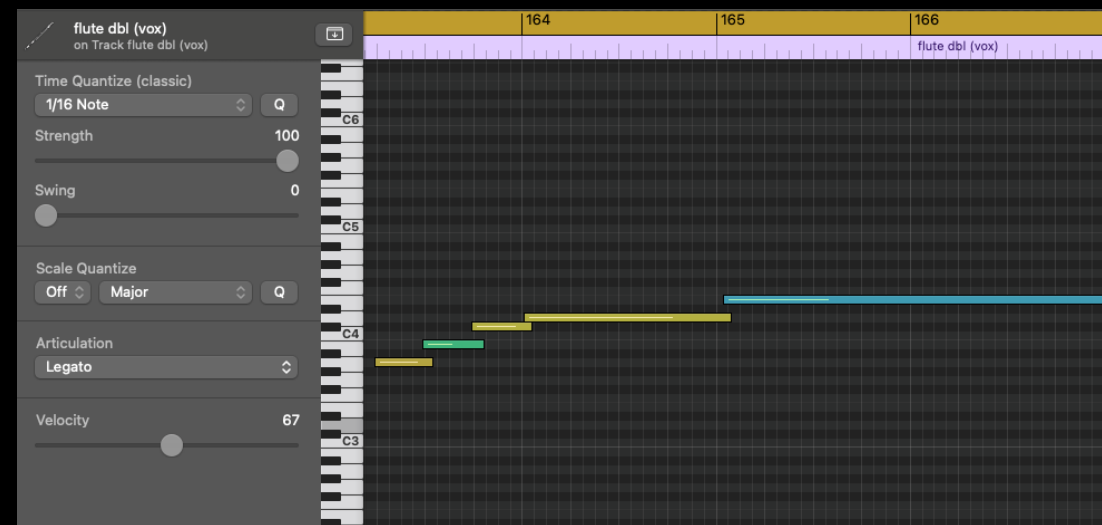 flute dbl (vox)
on Track flute dbl (vox)
164
165
166
flute dbl (vox)
Time Quantize (classic)
1/16 Note
Q
Strength
100
Swing
0
Scale Quantize
Off
Major
Q
Articulation
Legato
Velocity
67
C6
C5
C4
C3